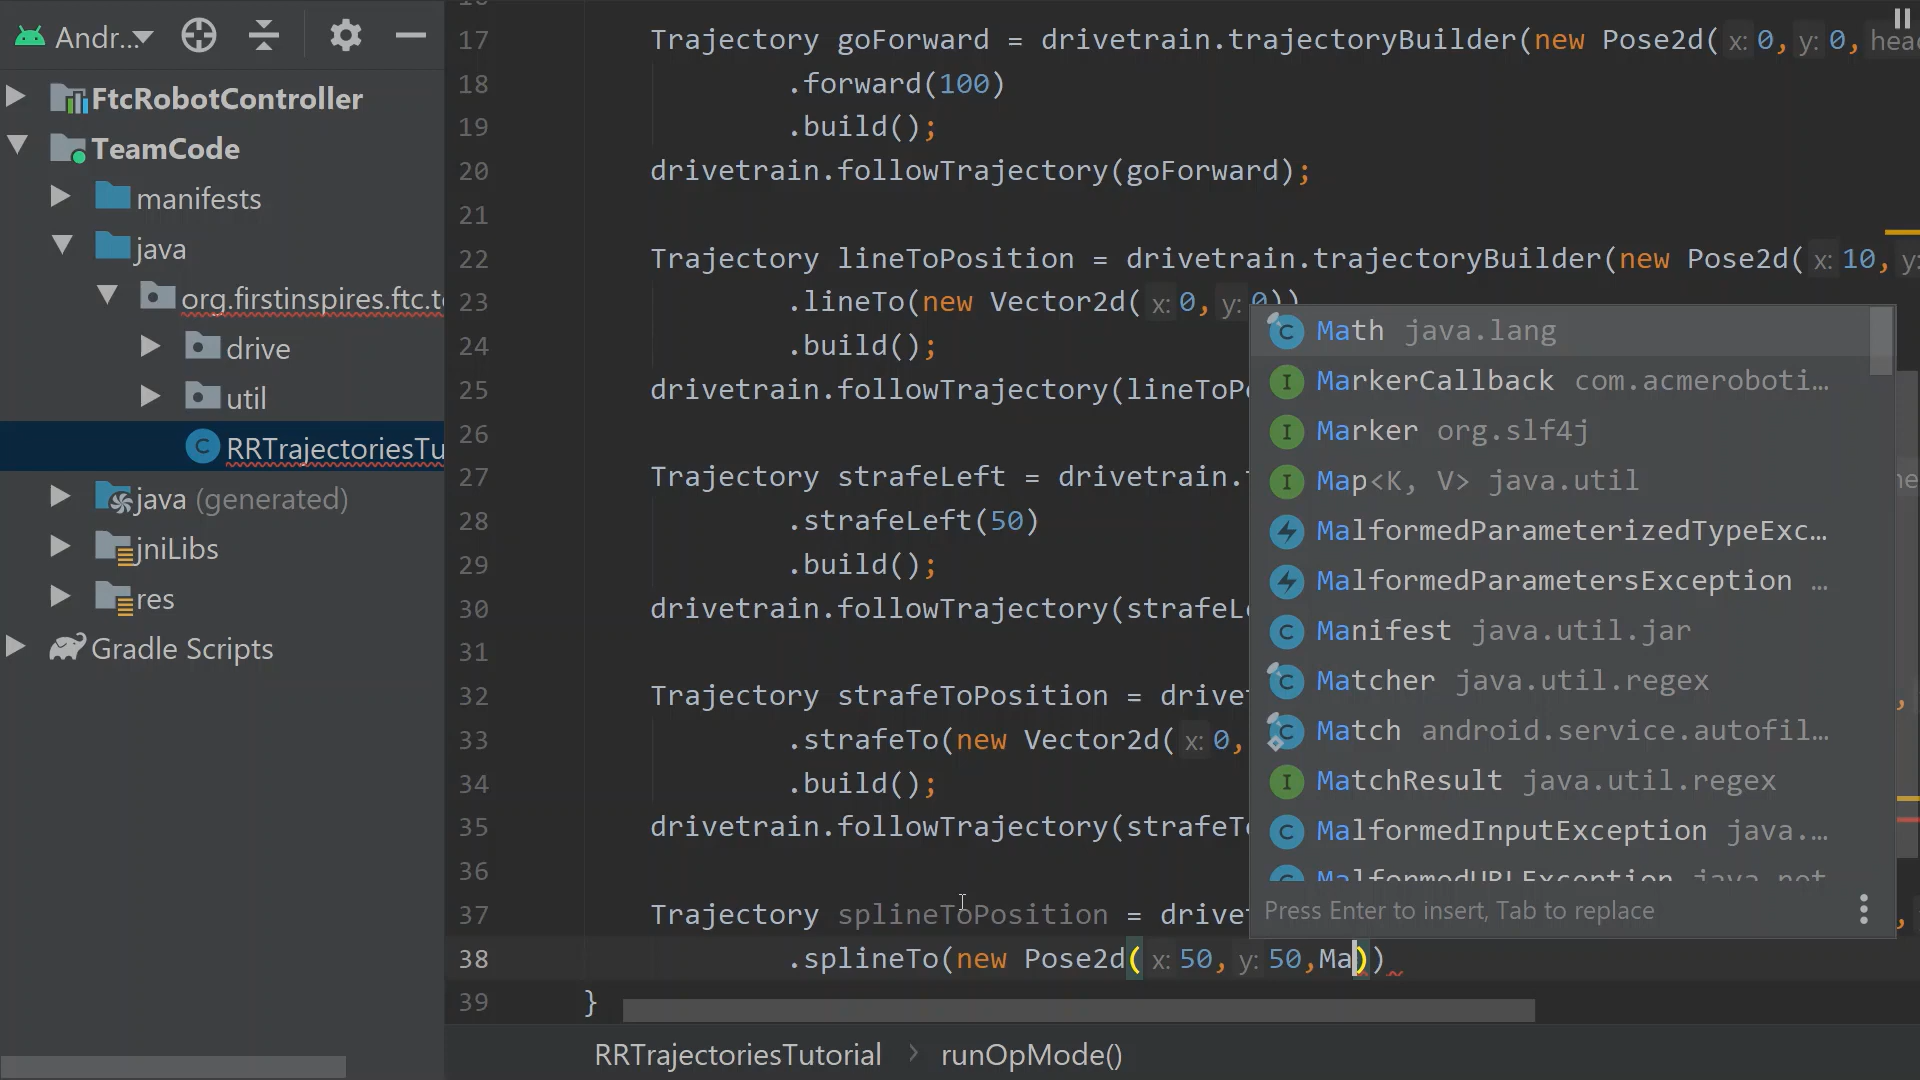 Andr...
FtcRobotController
TeamCode
manifests
java
org.firstinspires.ftc.te
drive
util
RRTrajectoriesTu
java (generated)
jniLibs
res
Gradle Scripts
17 Trajectory goForward = drivetrain.trajectoryBuilder(new Pose2d( x: 0, y: 0, head
18 .forward(100)
19 .build();
20 drivetrain.followTrajectory(goForward);
21
22 Trajectory lineToPosition = drivetrain.trajectoryBuilder(new Pose2d( x: 10, y:
23 .lineTo(new Vector2d( x: 0, y: 0))
24 .build();
25 drivetrain.followTrajectory(lineToPo
26
27 Trajectory strafeLeft = drivetrain.t
28 .strafeLeft(50)
29 .build();
30 drivetrain.followTrajectory(strafeLe
31
32 Trajectory strafeToPosition = drivet
33 .strafeTo(new Vector2d( x: 0,
34 .build();
35 drivetrain.followTrajectory(strafeTo
36
37 Trajectory splineToPosition = drivet
38 .splineTo(new Pose2d( x: 50, y: 50,Ma))
39 }
Math java.lang
MarkerCallback com.acmeroboti...
Marker org.slf4j
Map<K, V> java.util
MalformedParameterizedTypeExc...
MalformedParametersException ...
Manifest java.util.jar
Matcher java.util.regex
Match android.service.autofil...
MatchResult java.util.regex
MalformedInputException java....
MalformedURLException java.net
Press Enter to insert, Tab to replace
RRTrajectoriesTutorial > runOpMode()